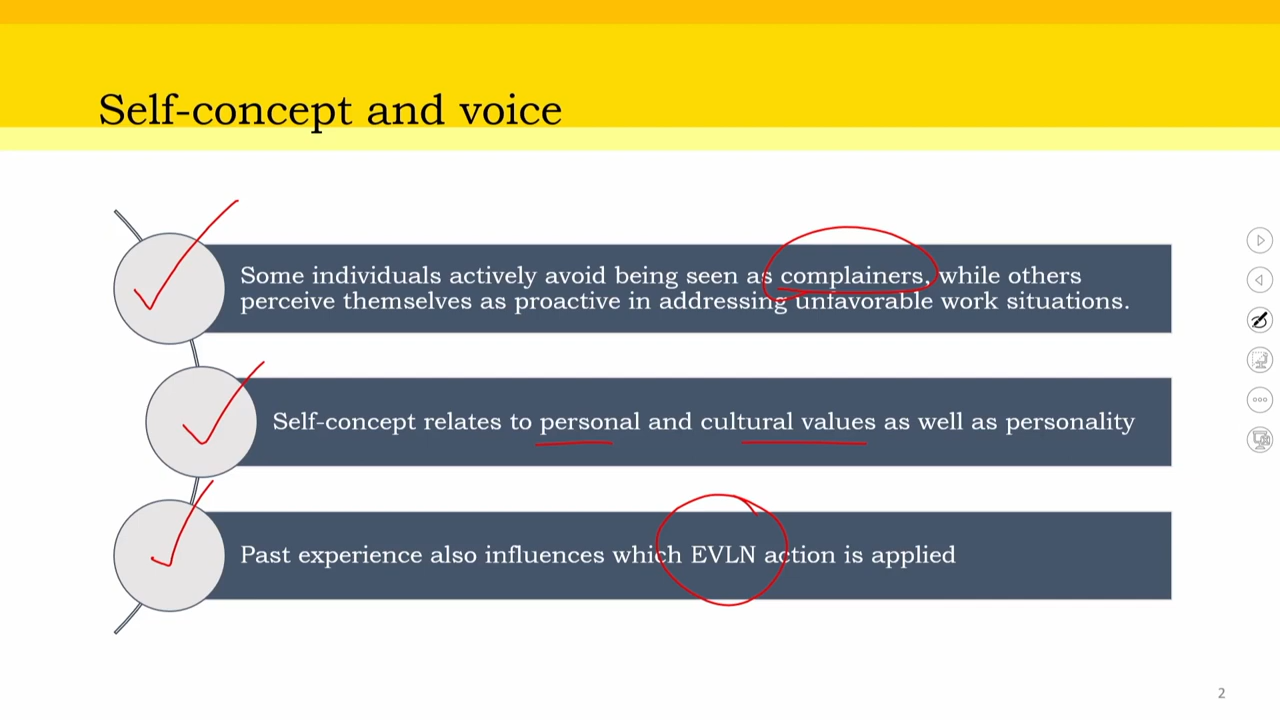 Self-concept and voice
Some individuals actively avoid being seen as complainers, while others
perceive themselves as proactive in addressing unfavorable work situations.
Self-concept relates to personal and cultural values as well as personality
Past experience also influences which EVLN action is applied
2